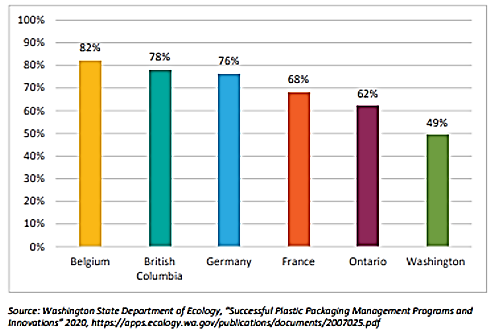 100%
90%
80%
70%
60%
50%
40%
30%
20%
10%
0%
82%
78%
76%
68%
62%
49%
Belgium
British
Columbia
Germany
France
Ontario
Washington
Source: Washington State Department of Ecology, "Successful Plastic Packaging Management Programs and
Innovations" 2020, https://apps.ecology.wa.gov/publications/documents/2007025.pdf